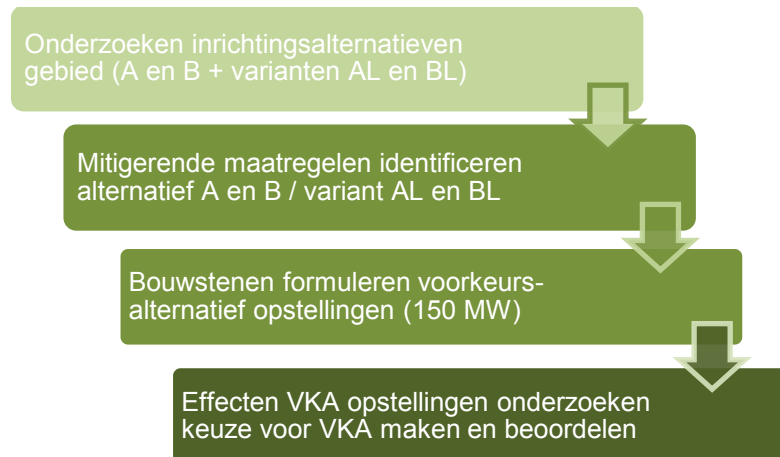 Onderzoeken inrichtingsalternatieven
gebied (A en B + varianten AL en BL)
Mitigerende maatregelen identificeren
alternatief A en B / variant AL en BL
Bouwstenen formuleren voorkeurs-
alternatief opstellingen (150 MW)
Effecten VKA opstellingen onderzoeken
keuze voor VKA maken en beoordelen